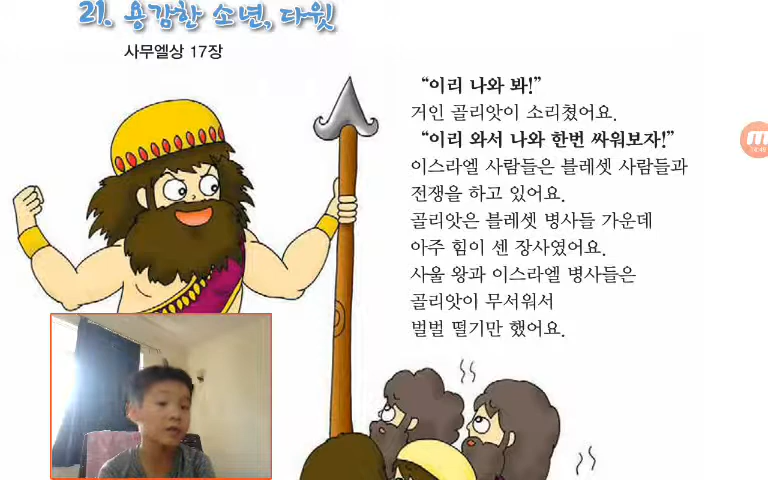 21. 용감한 소년, 다윗
사무엘상 17장
“이리 나와 봐!”
거인 골리앗이 소리쳤어요.
“이리 와서 나와 한번 싸워보자!”
이스라엘 사람들은 블레셋 사람들과
전쟁을 하고 있어요.
골리앗은 블레셋 병사들 가운데
아주 힘이 센 장사였어요.
사울 왕과 이스라엘 병사들은
골리앗이 무서워서
벌벌 떨기만 했어요.